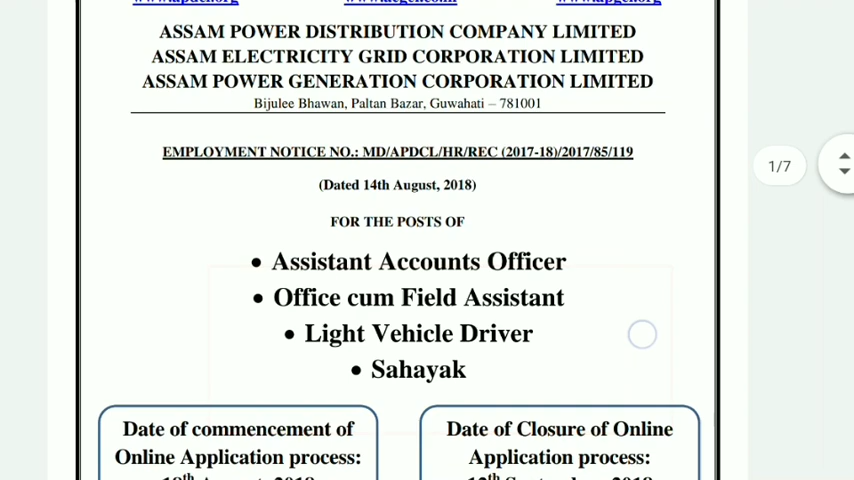 ASSAM POWER DISTRIBUTION COMPANY LIMITED
ASSAM ELECTRICITY GRID CORPORATION LIMITED
ASSAM POWER GENERATION CORPORATION LIMITED
Bijulee Bhawan, Paltan Bazar, Guwahati – 781001
EMPLOYMENT NOTICE NO.: MD/APDCL/HR/REC (2017-18)/2017/85/119
(Dated 14th August, 2018)
FOR THE POSTS OF
• Assistant Accounts Officer
• Office cum Field Assistant
• Light Vehicle Driver
• Sahayak
Date of commencement of
Online Application process:
Date of Closure of Online
Application process:
1/7